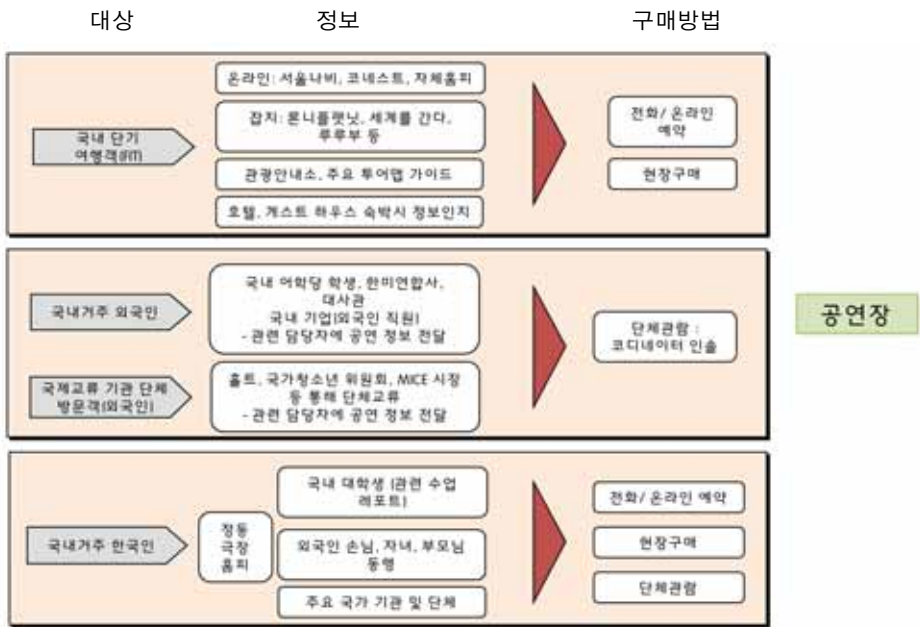 대상
정보
구매방법
국내 단기
여행객(FIT)
온라인: 서울나비, 코네스트, 자체홈피
잡지: 론니플랫닛, 세계를 간다,
루루부 등
관광안내소, 주요 투어맵 가이드
호텔, 게스트 하우스 숙박시 정보인지
전화/ 온라인
예약
현장구매
국내거주 외국인
국내 어학당 학생, 한미연합사,
대사관
국내 기업(외국인 직원)
- 관련 담당자에 공연 정보 전달
국제교류 기관 단체
방문객(외국인)
홀트, 국가청소년 위원회, MICE 시장
등 통해 단체교류
- 관련 담당자에 공연 정보 전달
단체관람 :
코디네이터 인솔
공연장
국내거주 한국인
정동
극장
홈피
국내 대학생 (관련 수업
레포트)
외국인 손님, 자녀, 부모님
동행
주요 국가 기관 및 단체
전화/ 온라인 예약
현장구매
단체관람